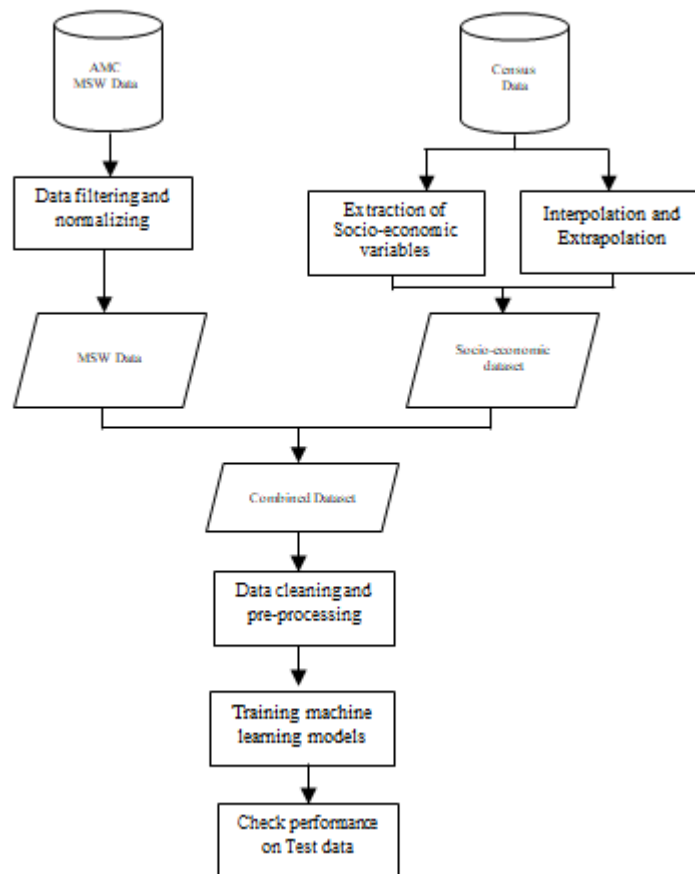 AMC
MSW Data
Census
Data
Data filtering and
normalizing
Extraction of
Socio-economic
variables
Interpolation and
Extrapolation
MSW Data
Socio-economic
dataset
Combined Dataset
Data cleaning and
pre-processing
Training machine
learning models
Check performance
on Test data